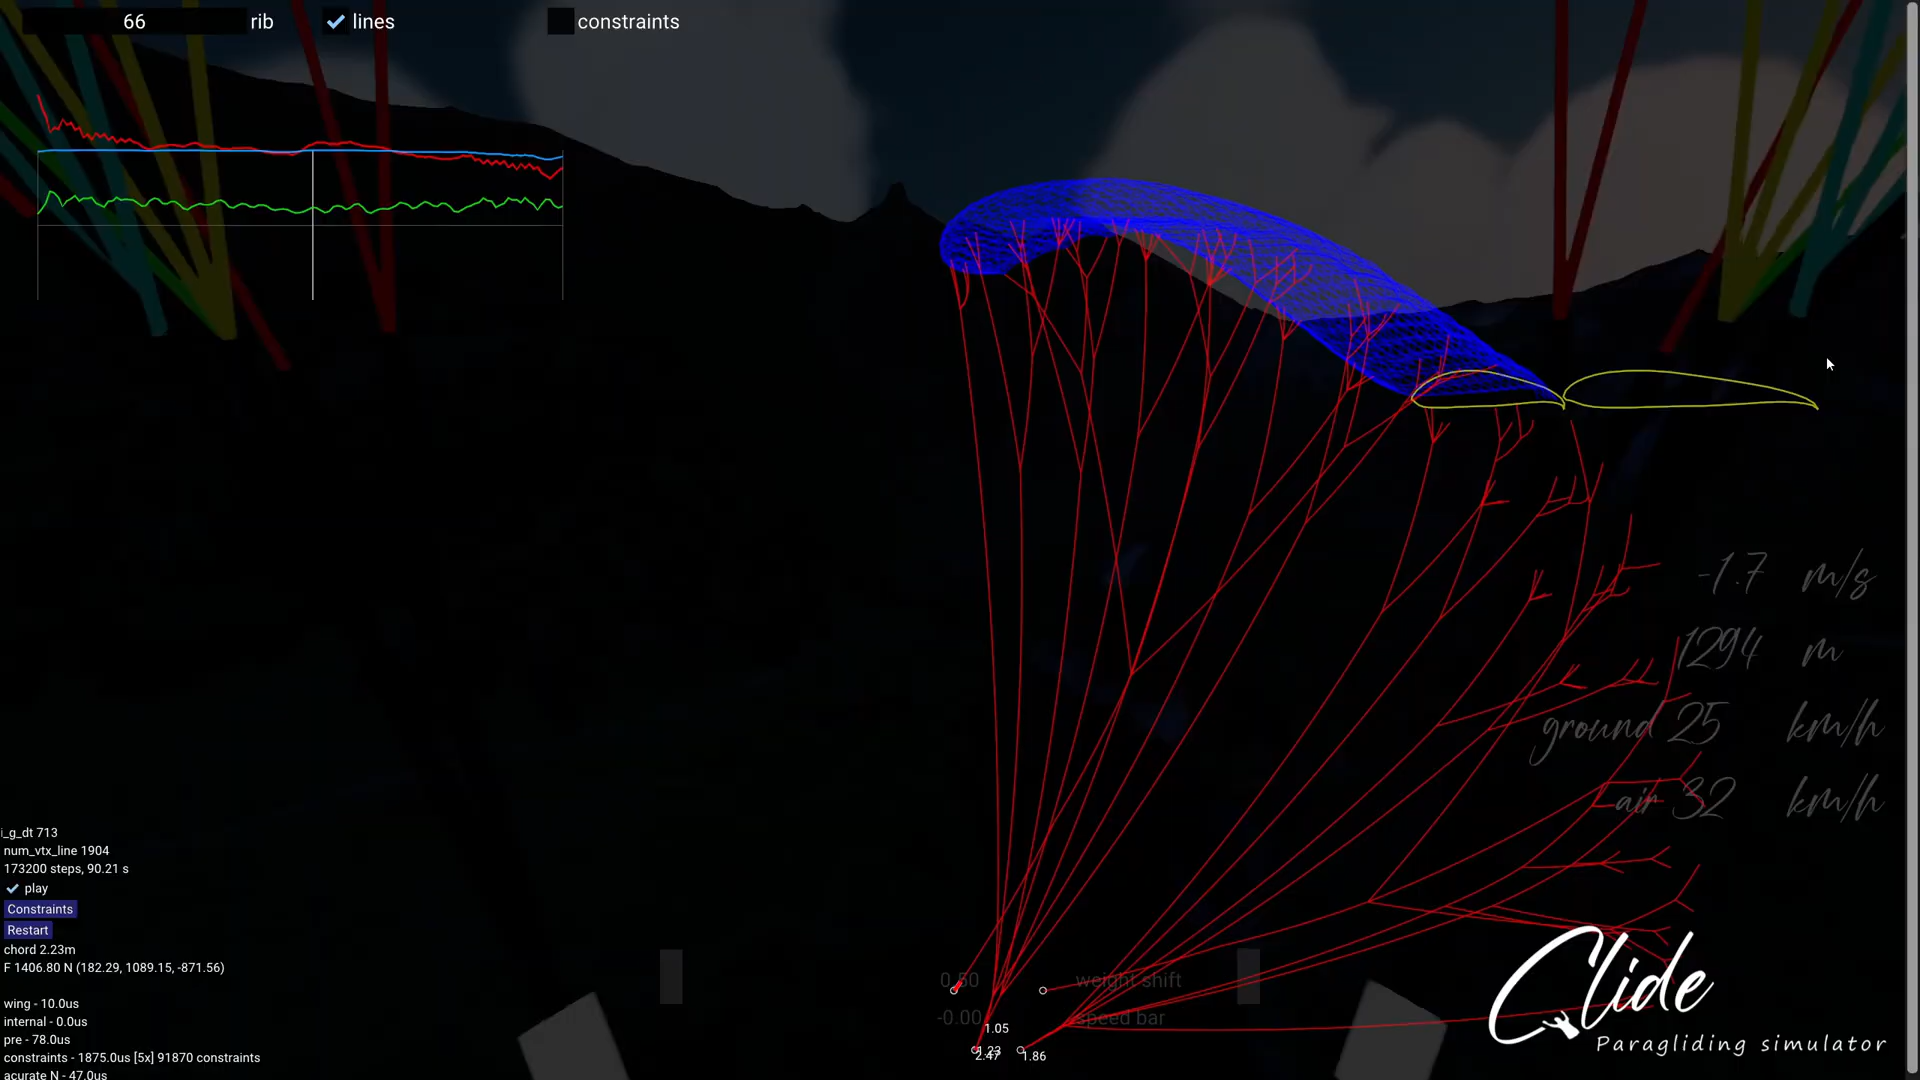 66 rib lines constraints
-1.7 m/s
1294 m
ground 25 km/h
air 32 km/h
i_g_dt 713
num_vtx_line 1904
173200 steps, 90.21 s
play
Constraints
Restart
chord 2.23m
F 1406.80 N (182.29, 1089.15, -871.56)
wing - 10.0us
internal - 0.0us
pre - 78.0us
constraints - 1875.0us [5x] 91870 constraints
acurate N - 47.0us
0.50 weight shift
-0.00 speed bar
1.05
2.47 1.86
Clide
Paragliding simulator